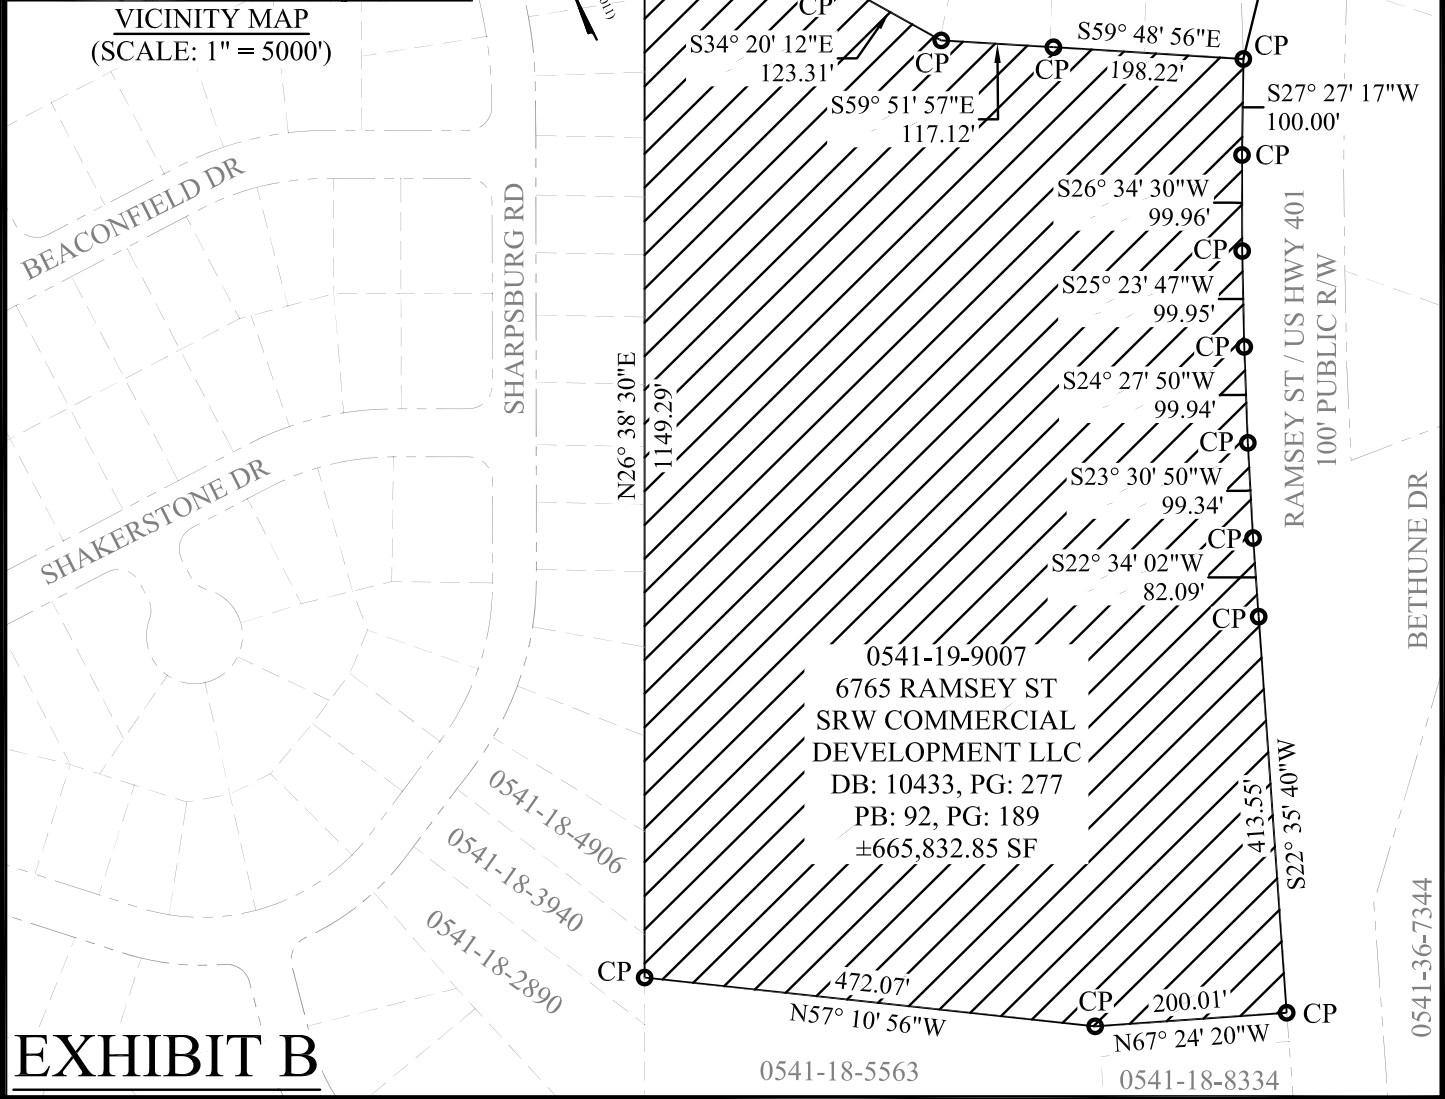 VICINITY MAP
(SCALE: 1" = 5000')
CP
S34° 20' 12"E
123.31'
CP
S59° 51' 57"E
117.12'
CP
S59° 48' 56"E
198.22'
CP
S27° 27' 17"W
100.00'
CP
S26° 34' 30"W
99.96'
CP
S25° 23' 47"W
99.95'
CP
S24° 27' 50"W
99.94'
CP
S23° 30' 50"W
99.34'
CP
S22° 34' 02"W
82.09'
CP
RAMSEY ST / US HWY 401
100' PUBLIC R/W
BETHUNE DR
BEACONFIELD DR
SHARPSBURG RD
SHAKERSTONE DR
N26° 38' 30"E
1149.29'
0541-19-9007
6765 RAMSEY ST
SRW COMMERCIAL
DEVELOPMENT LLC
DB: 10433, PG: 277
PB: 92, PG: 189
±665,832.85 SF
413.55'
S22° 35' 40"W
0541-18-4906
0541-18-3940
0541-18-2890
0541-36-7344
CP
472.07'
N57° 10' 56"W
CP
200.01'
N67° 24' 20"W
CP
0541-18-5563
0541-18-8334
EXHIBIT B